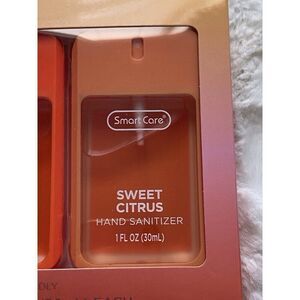 Smart Care®
SWEET
CITRUS
HAND SANITIZER
1 FL OZ (30mL)